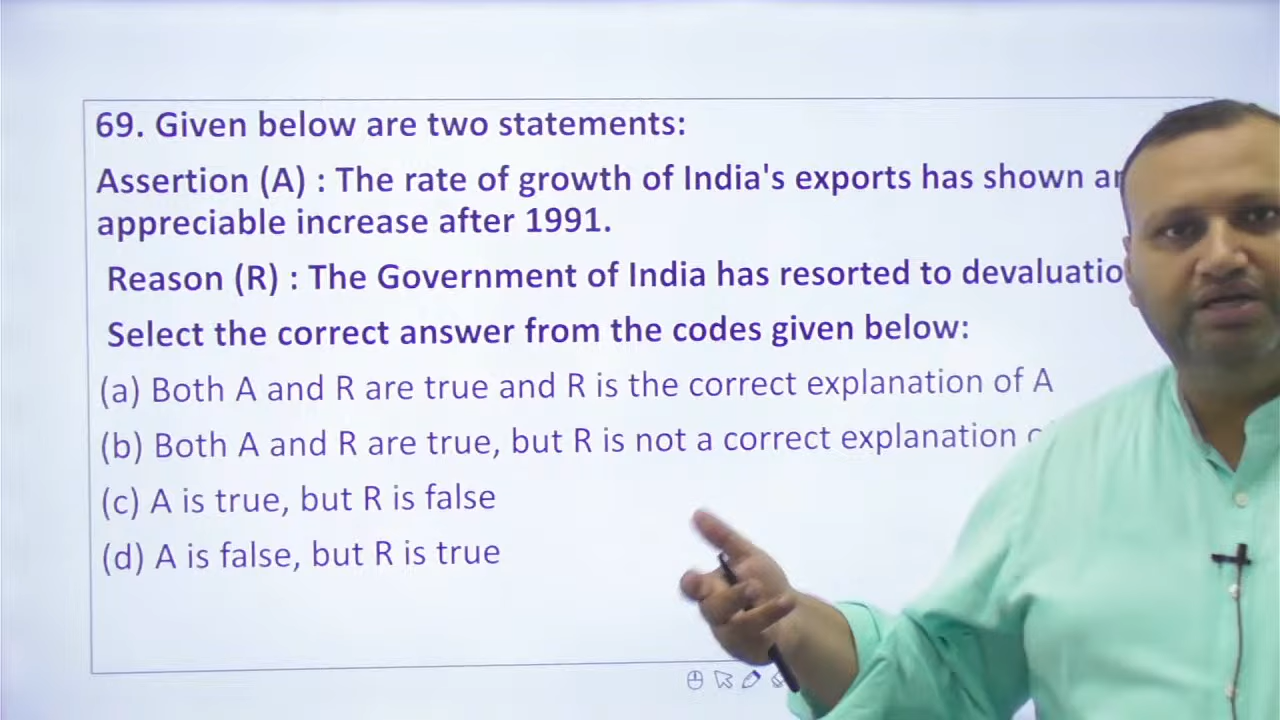 69. Given below are two statements:
Assertion (A) : The rate of growth of India's exports has shown
appreciable increase after 1991.
Reason (R) : The Government of India has resorted to
Select the correct answer from the codes given below:
(a) Both A and R are true and R is the correct explanation of A
(b) Both A and R are true, but R is not a correct explanation
(c) A is true, but R is false
(d) A is false, but R is true